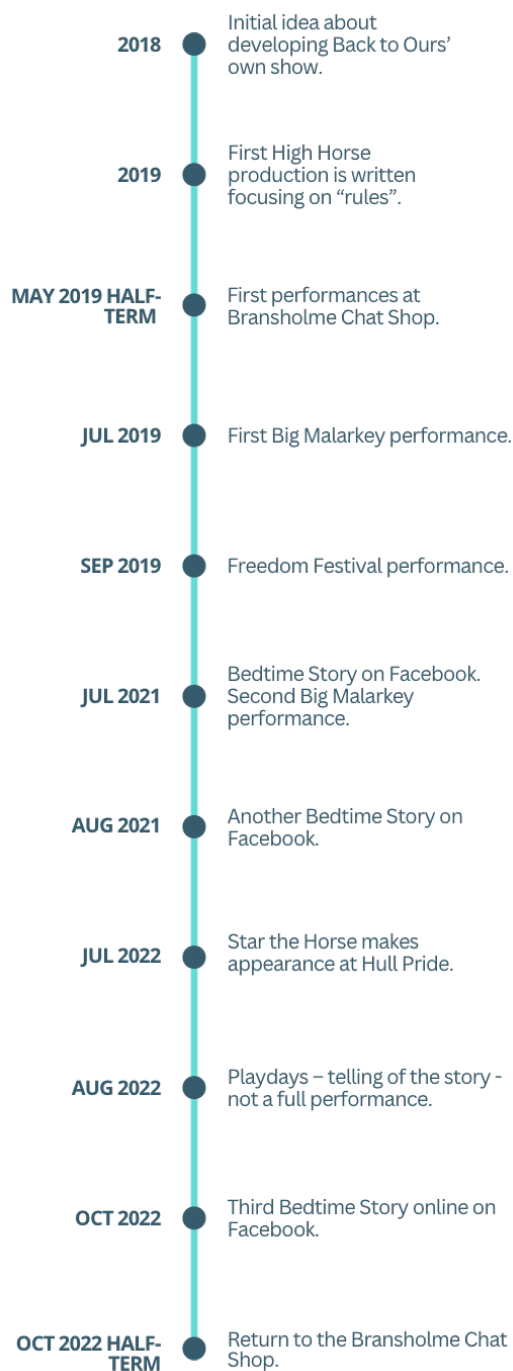 2018
Initial idea about
developing Back to Ours’
own show.
2019
First High Horse
production is written
focusing on “rules”.
MAY 2019 HALF-
TERM
First performances at
Bransholme Chat Shop.
JUL 2019
First Big Malarkey performance.
SEP 2019
Freedom Festival performance.
JUL 2021
Bedtime Story on Facebook.
Second Big Malarkey
performance.
AUG 2021
Another Bedtime Story on
Facebook.
JUL 2022
Star the Horse makes
appearance at Hull Pride.
AUG 2022
Playdays – telling of the story -
not a full performance.
OCT 2022
Third Bedtime Story online on
Facebook.
OCT 2022 HALF-
TERM
Return to the Bransholme Chat
Shop.